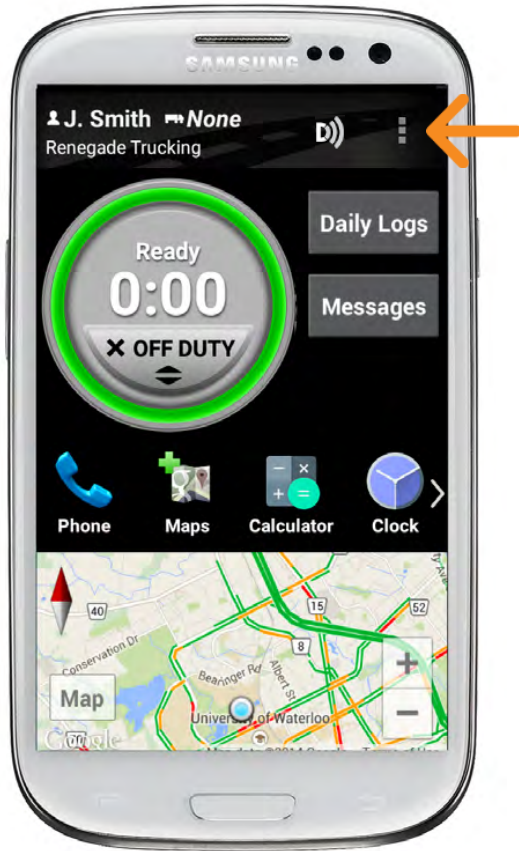 SAMSUNG
J. Smith None
Renegade Trucking
D
Daily Logs
Ready
0:00
Messages
X OFF DUTY
Phone
Maps
Calculator
Clock
40
15
52
Conservation Dr
8
Bearinger Rd
Albert St
Map
University of Waterloo
+
−
Google